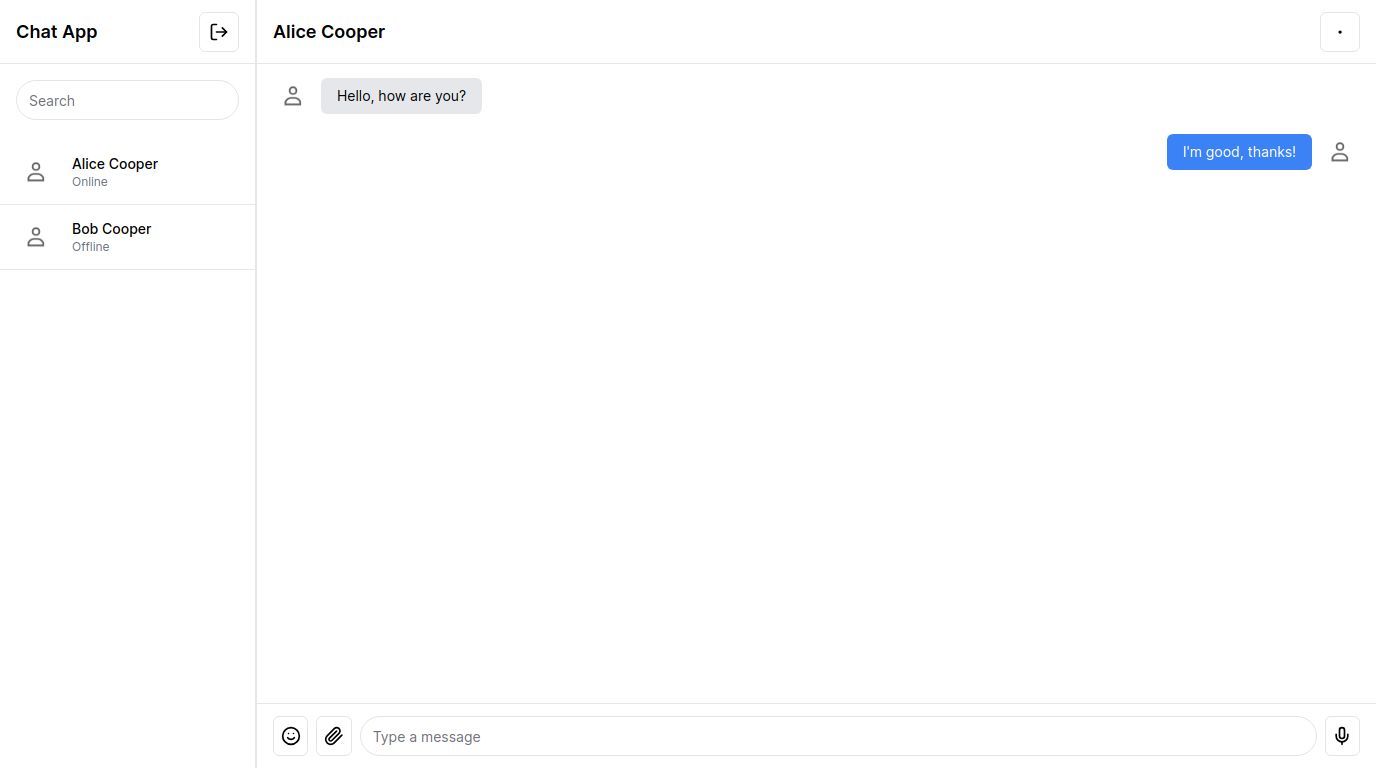 Chat App
Search
Alice Cooper
Online
Bob Cooper
Offline
Alice Cooper
Hello, how are you?
I'm good, thanks!
Type a message